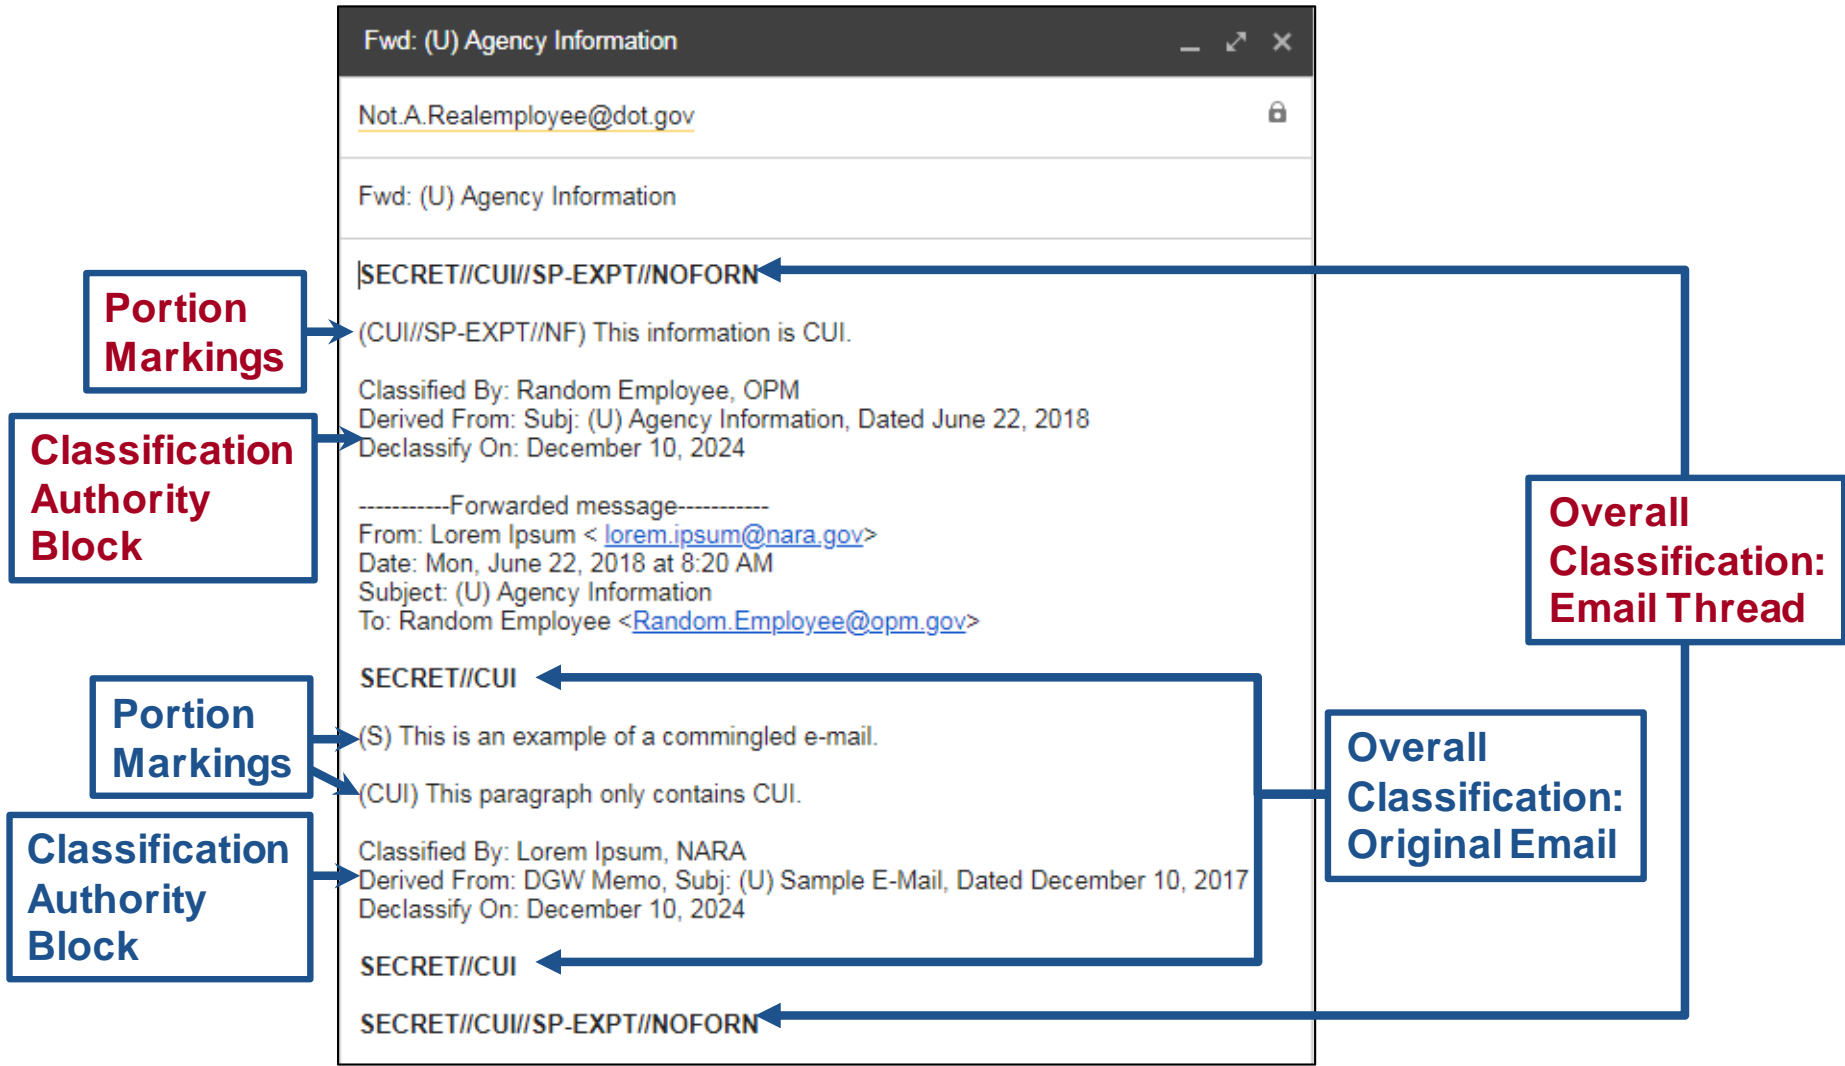 Fwd: (U) Agency Information
Not.A.Realemployee@dot.gov
Fwd: (U) Agency Information
SECRET//CUI//SP-EXPT//NOFORN
Portion
Markings
(CUI//SP-EXPT//NF) This information is CUI.
Classification
Authority
Block
Classified By: Random Employee, OPM
Derived From: Subj: (U) Agency Information, Dated June 22, 2018
Declassify On: December 10, 2024
-----------Forwarded message-----------
From: Lorem Ipsum < lorem.ipsum@nara.gov>
Date: Mon, June 22, 2018 at 8:20 AM
Subject: (U) Agency Information
To: Random Employee <Random.Employee@opm.gov>
Overall
Classification:
Email Thread
SECRET//CUI
Portion
Markings
(S) This is an example of a commingled e-mail.
(CUI) This paragraph only contains CUI.
Overall
Classification:
Original Email
Classification
Authority
Block
Classified By: Lorem Ipsum, NARA
Derived From: DGW Memo, Subj: (U) Sample E-Mail, Dated December 10, 2017
Declassify On: December 10, 2024
SECRET//CUI
SECRET//CUI//SP-EXPT//NOFORN